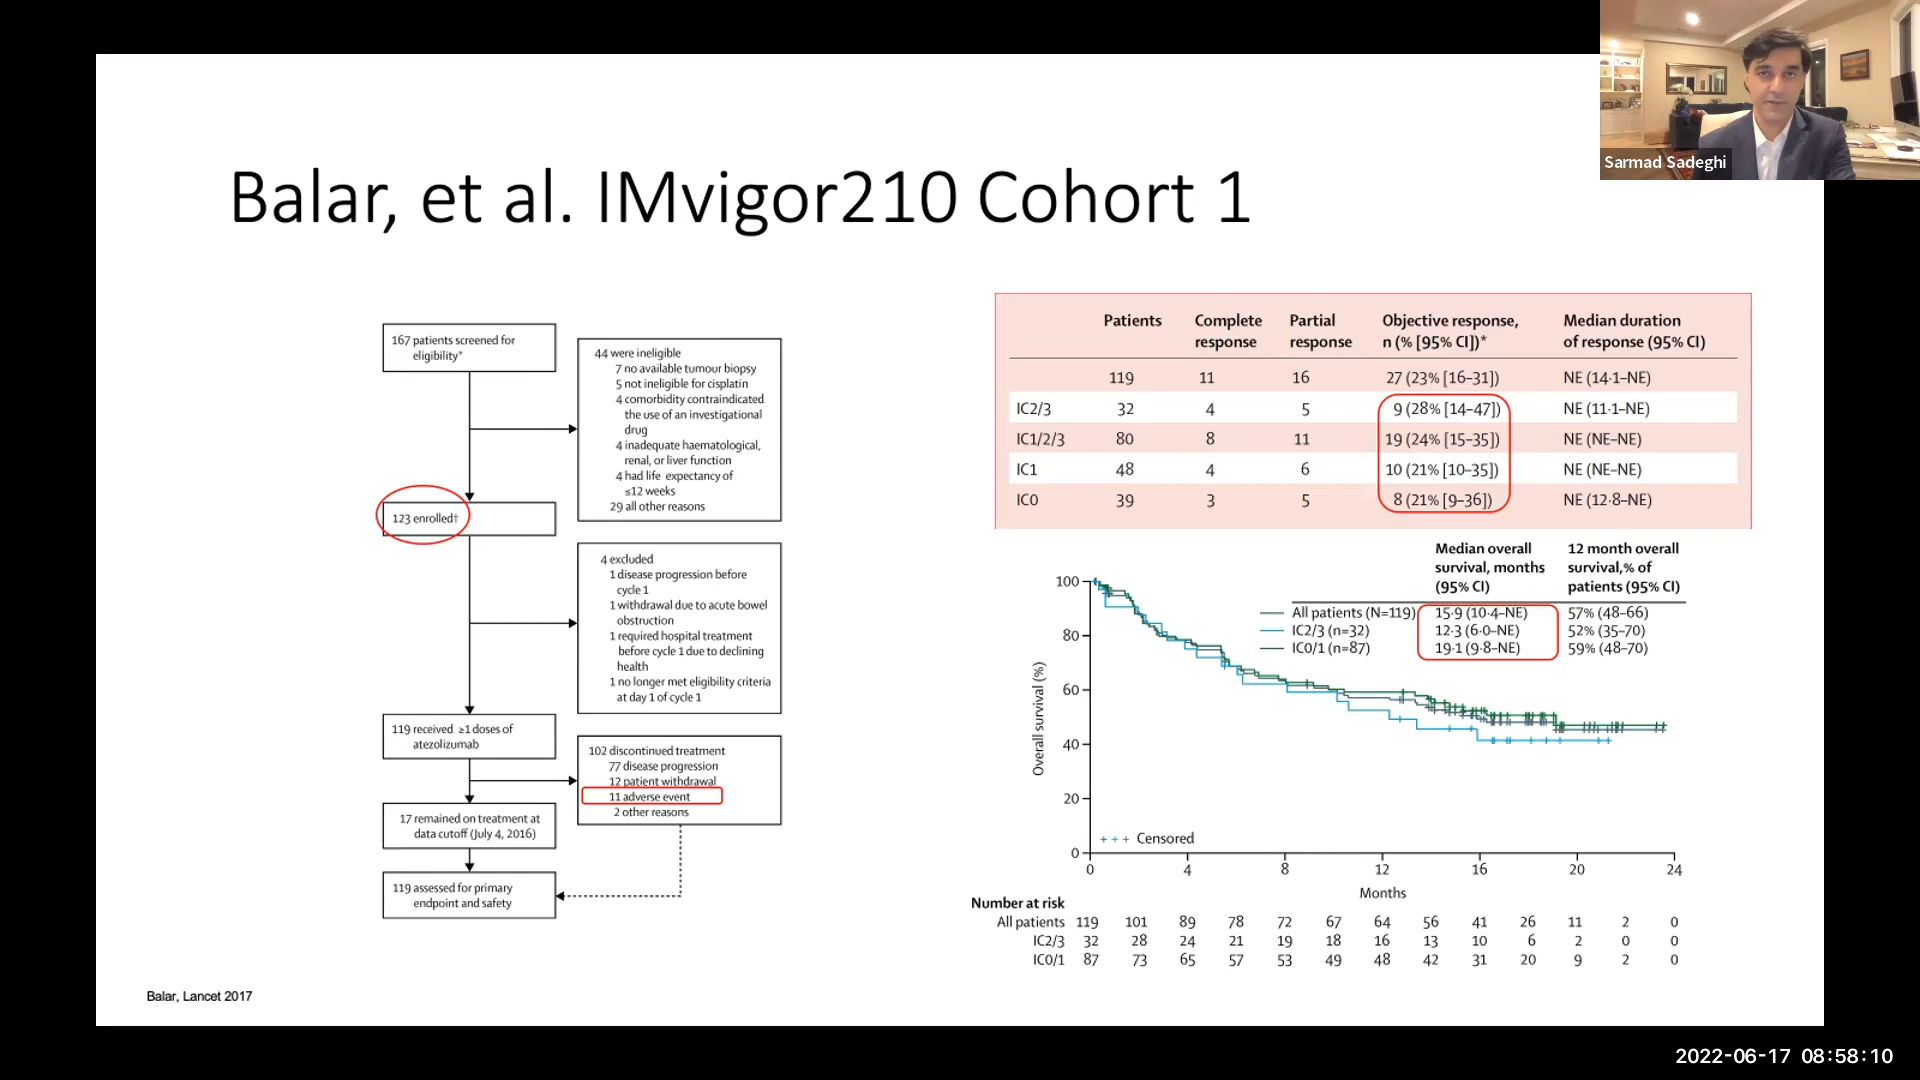 Sarmad Sadeghi
Balar, et al. IMvigor210 Cohort 1
167 patients screened for
eligibility*
44 were ineligible
7 no available tumour biopsy
5 not ineligible for cisplatin
4 comorbidity contraindicated
the use of an investigational
drug
4 inadequate haematological,
renal, or liver function
4 had life expectancy of
≤12 weeks
29 all other reasons
123 enrolled†
4 excluded
1 disease progression before
cycle 1
1 withdrawal due to acute bowel
obstruction
1 required hospital treatment
before cycle 1 due to declining
health
1 no longer met eligibility criteria
at day 1 of cycle 1
119 received ≥1 doses of
atezolizumab
102 discontinued treatment
77 disease progression
12 patient withdrawal
11 adverse event
2 other reasons
17 remained on treatment at
data cutoff (July 4, 2016)
119 assessed for primary
endpoint and safety
Patients Complete response Partial response Objective response, n (% [95% CI])* Median duration of response (95% CI)
119 11 16 27 (23% [16–31]) NE (14·1–NE)
IC2/3 32 4 5 9 (28% [14–47]) NE (11·1–NE)
IC1/2/3 80 8 11 19 (24% [15–35]) NE (NE–NE)
IC1 48 4 6 10 (21% [10–35]) NE (NE–NE)
IC0 39 3 5 8 (21% [9–36]) NE (12·8–NE)
Median overall survival, months (95% CI) 12 month overall survival,% of patients (95% CI)
All patients (N=119) 15·9 (10·4–NE) 57% (48–66)
IC2/3 (n=32) 12·3 (6·0–NE) 52% (35–70)
IC0/1 (n=87) 19·1 (9·8–NE) 59% (48–70)
Overall survival (%)
100
80
60
40
20
0
+ + + Censored
0 4 8 12 16 20 24
Months
Number at risk
All patients 119 101 89 78 72 67 64 56 41 26 11 2 0
IC2/3 32 28 24 21 19 18 16 13 10 6 2 0 0
IC0/1 87 73 65 57 53 49 48 42 31 20 9 2 0
Balar, Lancet 2017
2022-06-17 08:58:10